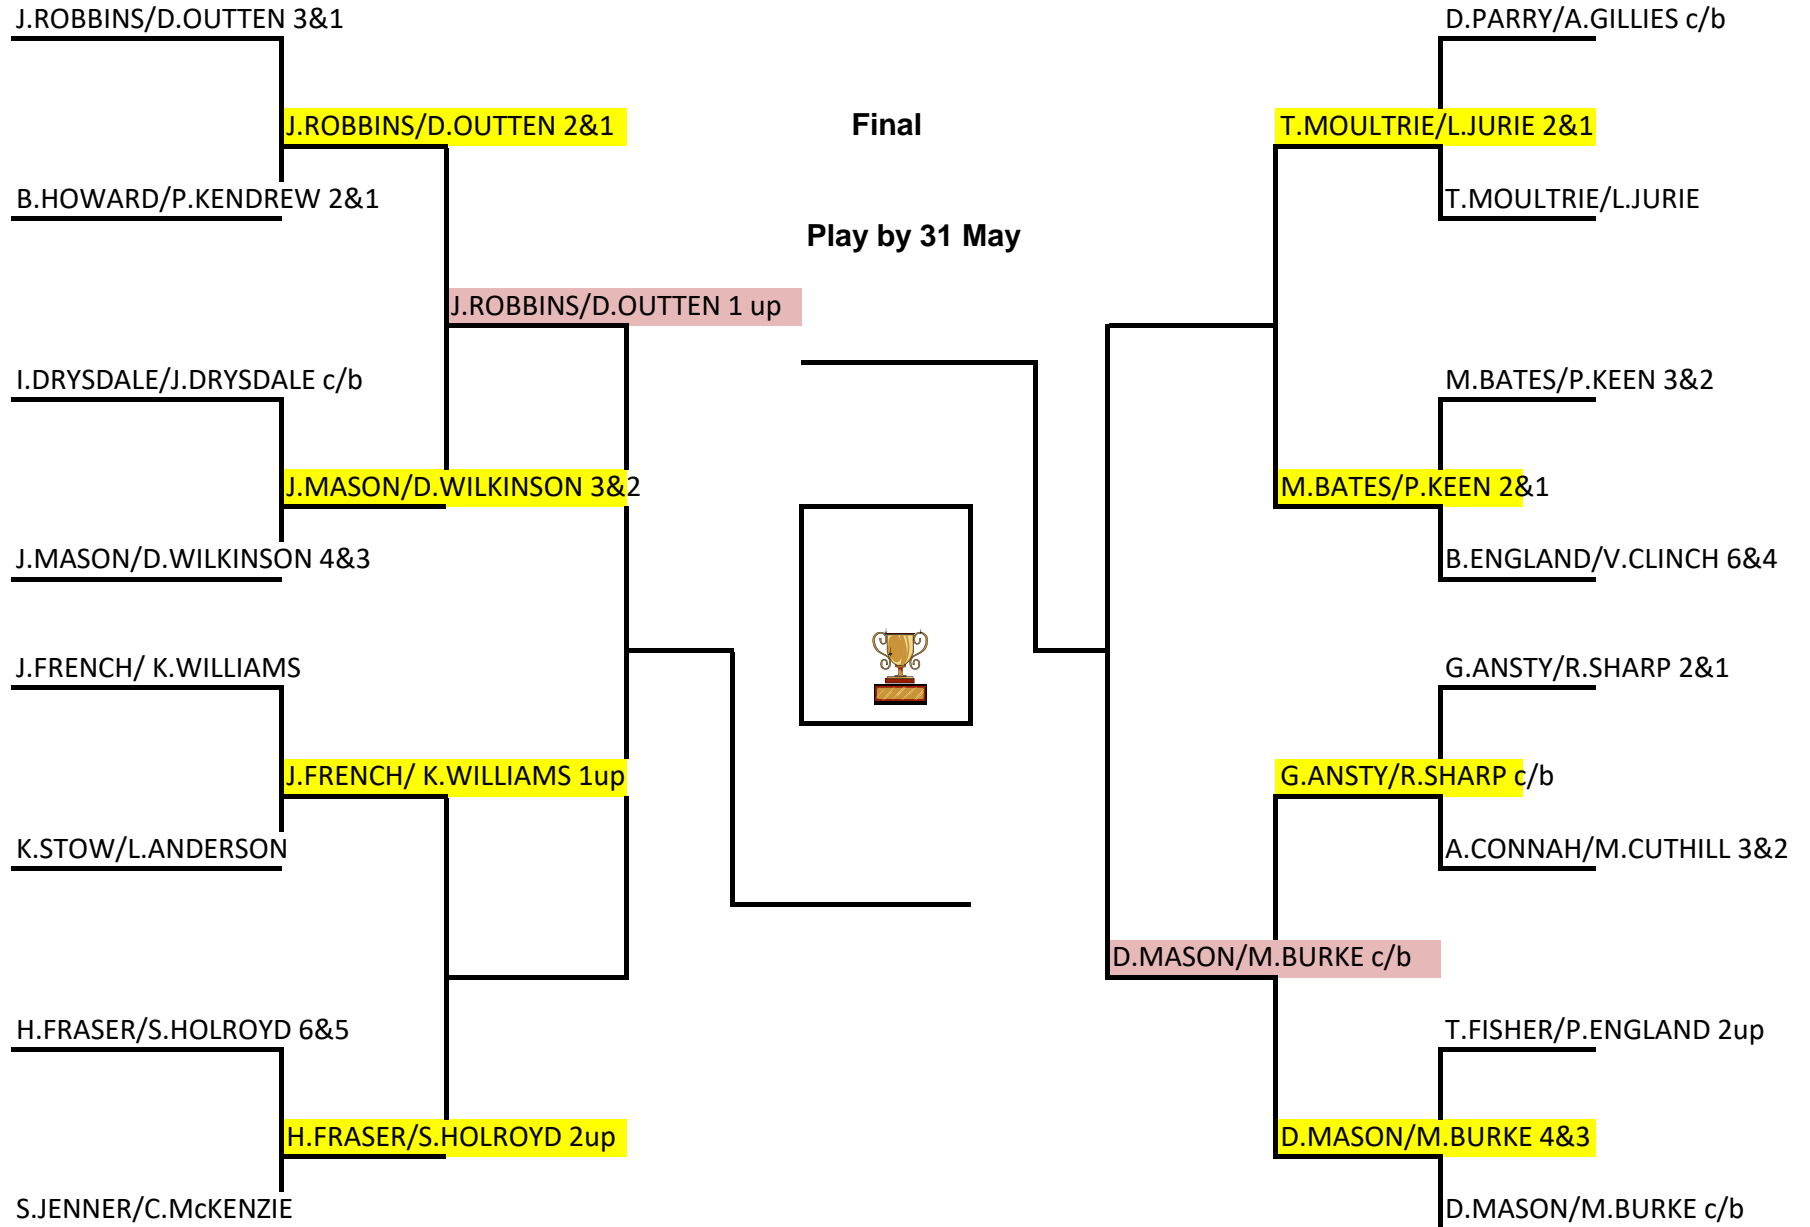 J.ROBBINS/D.OUTTEN 3&1
D.PARRY/A.GILLIES c/b
J.ROBBINS/D.OUTTEN 2&1
Final
T.MOULTRIE/L.JURIE 2&1
B.HOWARD/P.KENDREW 2&1
T.MOULTRIE/L.JURIE
Play by 31 May
J.ROBBINS/D.OUTTEN 1 up
I.DRYSDALE/J.DRYSDALE c/b
M.BATES/P.KEEN 3&2
J.MASON/D.WILKINSON 3&2
M.BATES/P.KEEN 2&1
J.MASON/D.WILKINSON 4&3
B.ENGLAND/V.CLINCH 6&4
J.FRENCH/ K.WILLIAMS
G.ANSTY/R.SHARP 2&1
J.FRENCH/ K.WILLIAMS 1up
G.ANSTY/R.SHARP c/b
K.STOW/L.ANDERSON
A.CONNAH/M.CUTHILL 3&2
D.MASON/M.BURKE c/b
H.FRASER/S.HOLROYD 6&5
T.FISHER/P.ENGLAND 2up
H.FRASER/S.HOLROYD 2up
D.MASON/M.BURKE 4&3
S.JENNER/C.McKENZIE
D.MASON/M.BURKE c/b